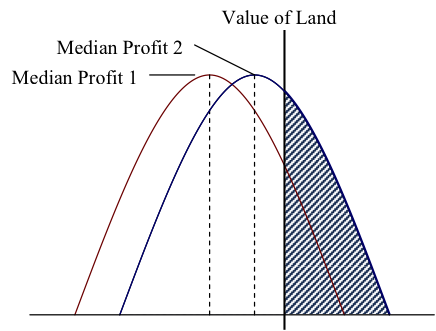 Value of Land
Median Profit 2
Median Profit 1